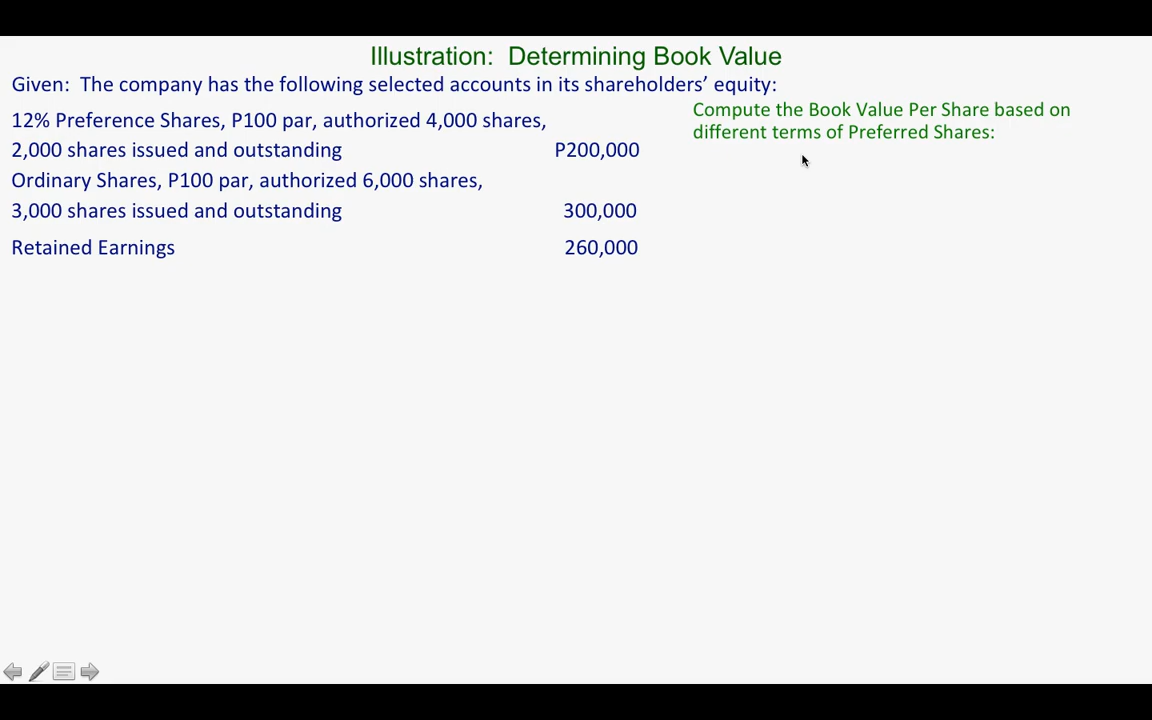 Illustration:  Determining Book Value
Given:  The company has the following selected accounts in its shareholders’ equity:
Compute the Book Value Per Share based on
different terms of Preferred Shares:
12% Preference Shares, P100 par, authorized 4,000 shares,
2,000 shares issued and outstanding P200,000
Ordinary Shares, P100 par, authorized 6,000 shares,
3,000 shares issued and outstanding 300,000
Retained Earnings 260,000